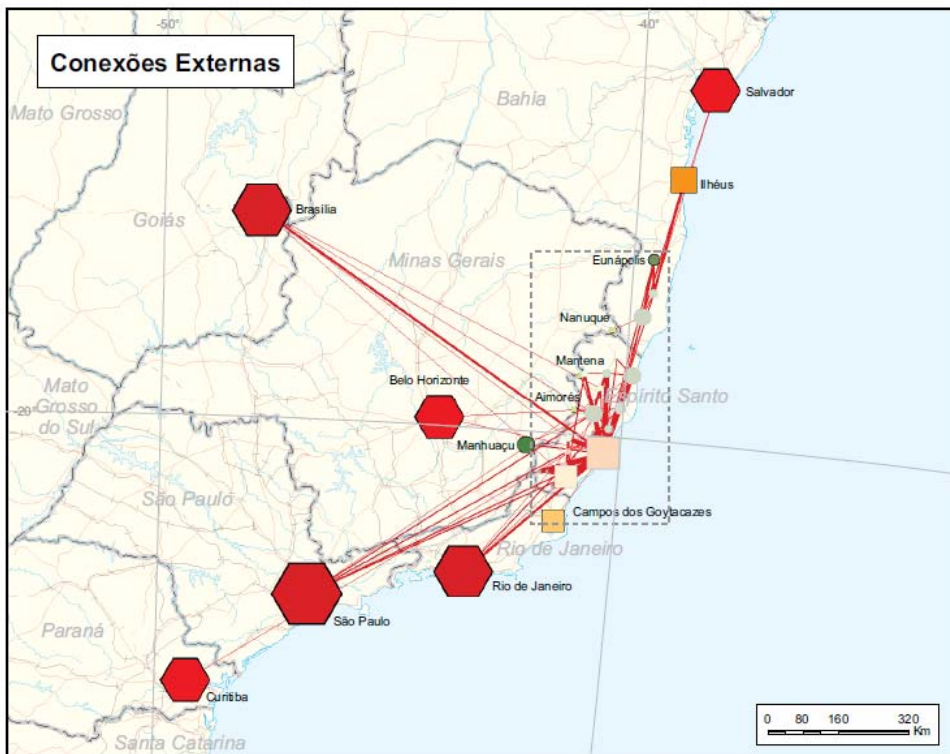 -50°
-40°
Conexões Externas
Salvador
Bahia
Mato Grosso
Ilhéus
Brasília
Goiás
Minas Gerais
Eunápolis
Nanuque
Mantena
Belo Horizonte
Aimorés
Espírito Santo
Mato
Grosso
do Sul
-20°
Manhuaçu
São Paulo
Campos dos Goytacazes
Rio de Janeiro
Rio de Janeiro
São Paulo
Paraná
Curitiba
Santa Catarina
0 80 160 320
Km